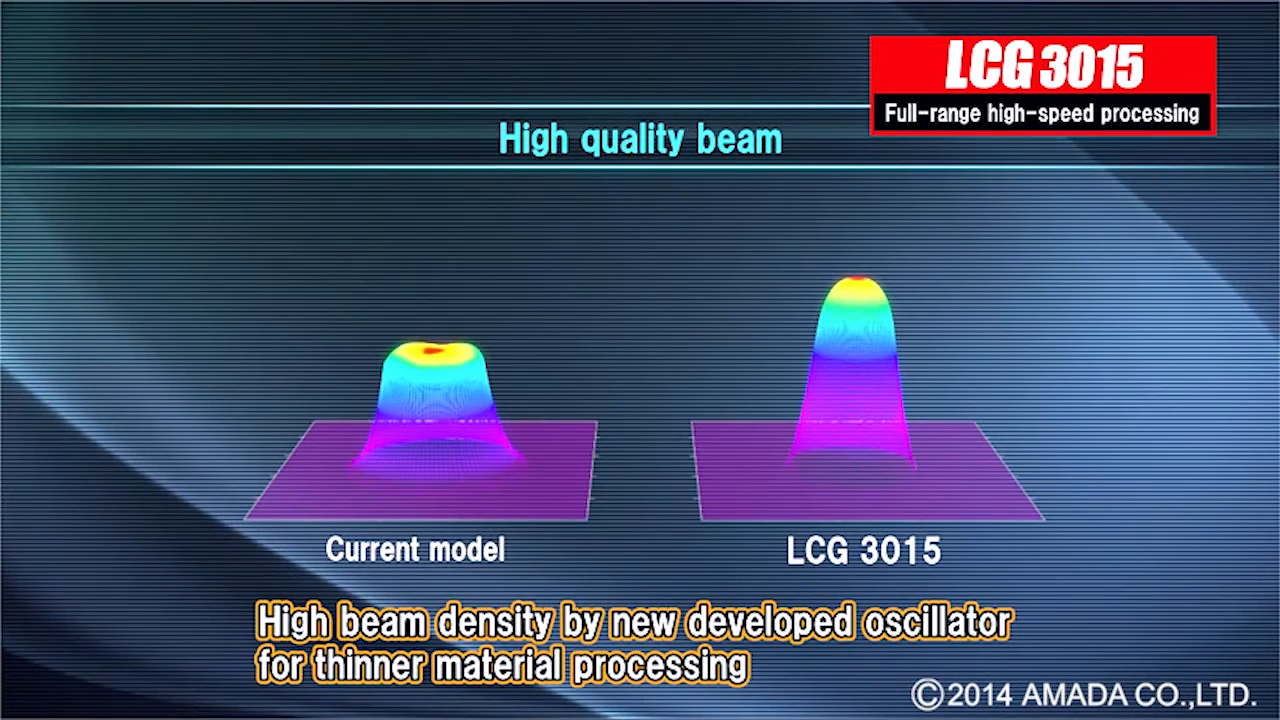 LCG 3015
Full-range high-speed processing
High quality beam
Current model
LCG 3015
High beam density by new developed oscillator
for thinner material processing
©2014 AMADA CO.,LTD.